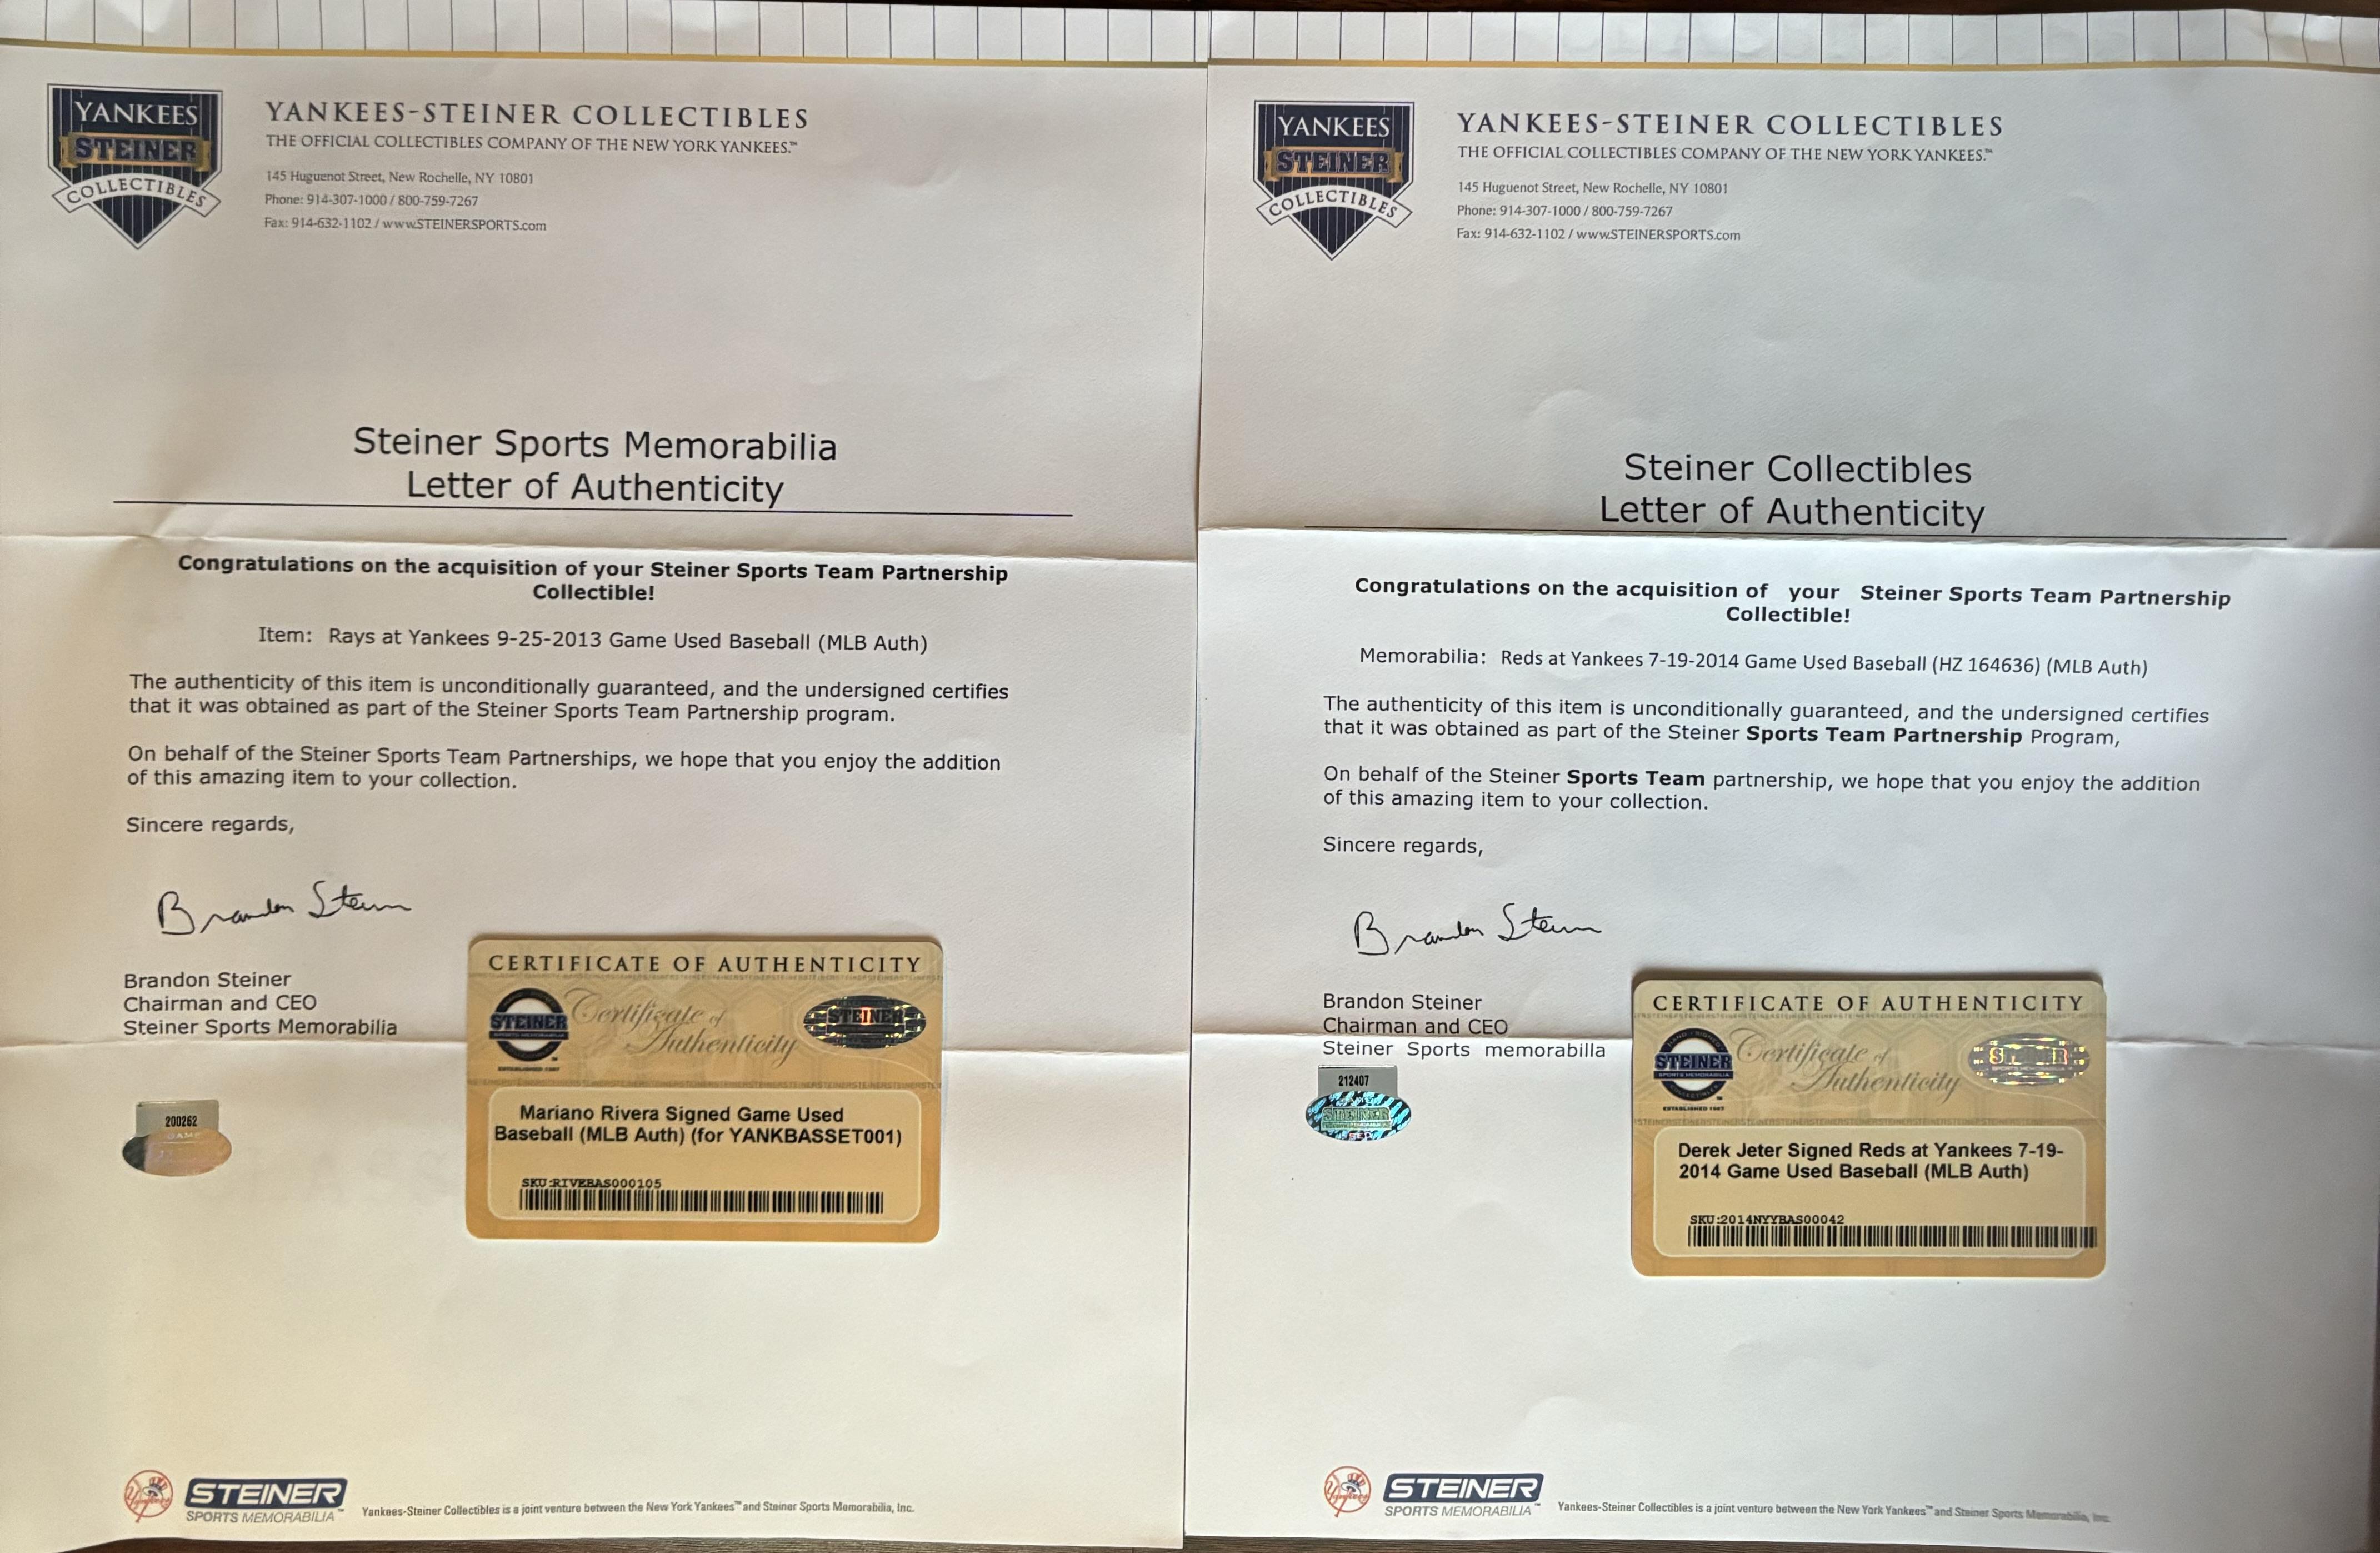 YANKEES
STEINER
COLLECTIBLES
YANKEES-STEINER COLLECTIBLES
THE OFFICIAL COLLECTIBLES COMPANY OF THE NEW YORK YANKEES.™
145 Huguenot Street, New Rochelle, NY 10801
Phone: 914-307-1000 / 800-759-7267
Fax: 914-632-1102 / www.STEINERSPORTS.com
Steiner Sports Memorabilia
Letter of Authenticity
Congratulations on the acquisition of your Steiner Sports Team Partnership
Collectible!
Item: Rays at Yankees 9-25-2013 Game Used Baseball (MLB Auth)
The authenticity of this item is unconditionally guaranteed, and the undersigned certifies
that it was obtained as part of the Steiner Sports Team Partnership program.
On behalf of the Steiner Sports Team Partnerships, we hope that you enjoy the addition
of this amazing item to your collection.
Sincere regards,
Brandon Steiner
Brandon Steiner
Chairman and CEO
Steiner Sports Memorabilia
200262
GAME
CERTIFICATE OF AUTHENTICITY
STEINER
ESTABLISHED 1987
Certificate of
Authenticity
STEINER
Mariano Rivera Signed Game Used
Baseball (MLB Auth) (for YANKBASSET001)
SKU:RIVEBAS000105
STEINER
SPORTS MEMORABILIA™
Yankees-Steiner Collectibles is a joint venture between the New York Yankees™ and Steiner Sports Memorabilia, Inc.
YANKEES
STEINER
COLLECTIBLES
YANKEES-STEINER COLLECTIBLES
THE OFFICIAL COLLECTIBLES COMPANY OF THE NEW YORK YANKEES.™
145 Huguenot Street, New Rochelle, NY 10801
Phone: 914-307-1000 / 800-759-7267
Fax: 914-632-1102 / www.STEINERSPORTS.com
Steiner Collectibles
Letter of Authenticity
Congratulations on the acquisition of your Steiner Sports Team Partnership
Collectible!
Memorabilia: Reds at Yankees 7-19-2014 Game Used Baseball (HZ 164636) (MLB Auth)
The authenticity of this item is unconditionally guaranteed, and the undersigned certifies
that it was obtained as part of the Steiner Sports Team Partnership Program,
On behalf of the Steiner Sports Team partnership, we hope that you enjoy the addition
of this amazing item to your collection.
Sincere regards,
Brandon Steiner
Brandon Steiner
Chairman and CEO
Steiner Sports memorabilla
212407
STEINER
CERTIFICATE OF AUTHENTICITY
STEINER
SPORTS MEMORABILIA
ESTABLISHED 1987
Certificate of
Authenticity
STEINER
SPORTS MEMORABILIA
Derek Jeter Signed Reds at Yankees 7-19-
2014 Game Used Baseball (MLB Auth)
SKU:2014NYYBAS00042
STEINER
SPORTS MEMORABILIA™
Yankees-Steiner Collectibles is a joint venture between the New York Yankees™ and Steiner Sports Memorabilia, Inc.